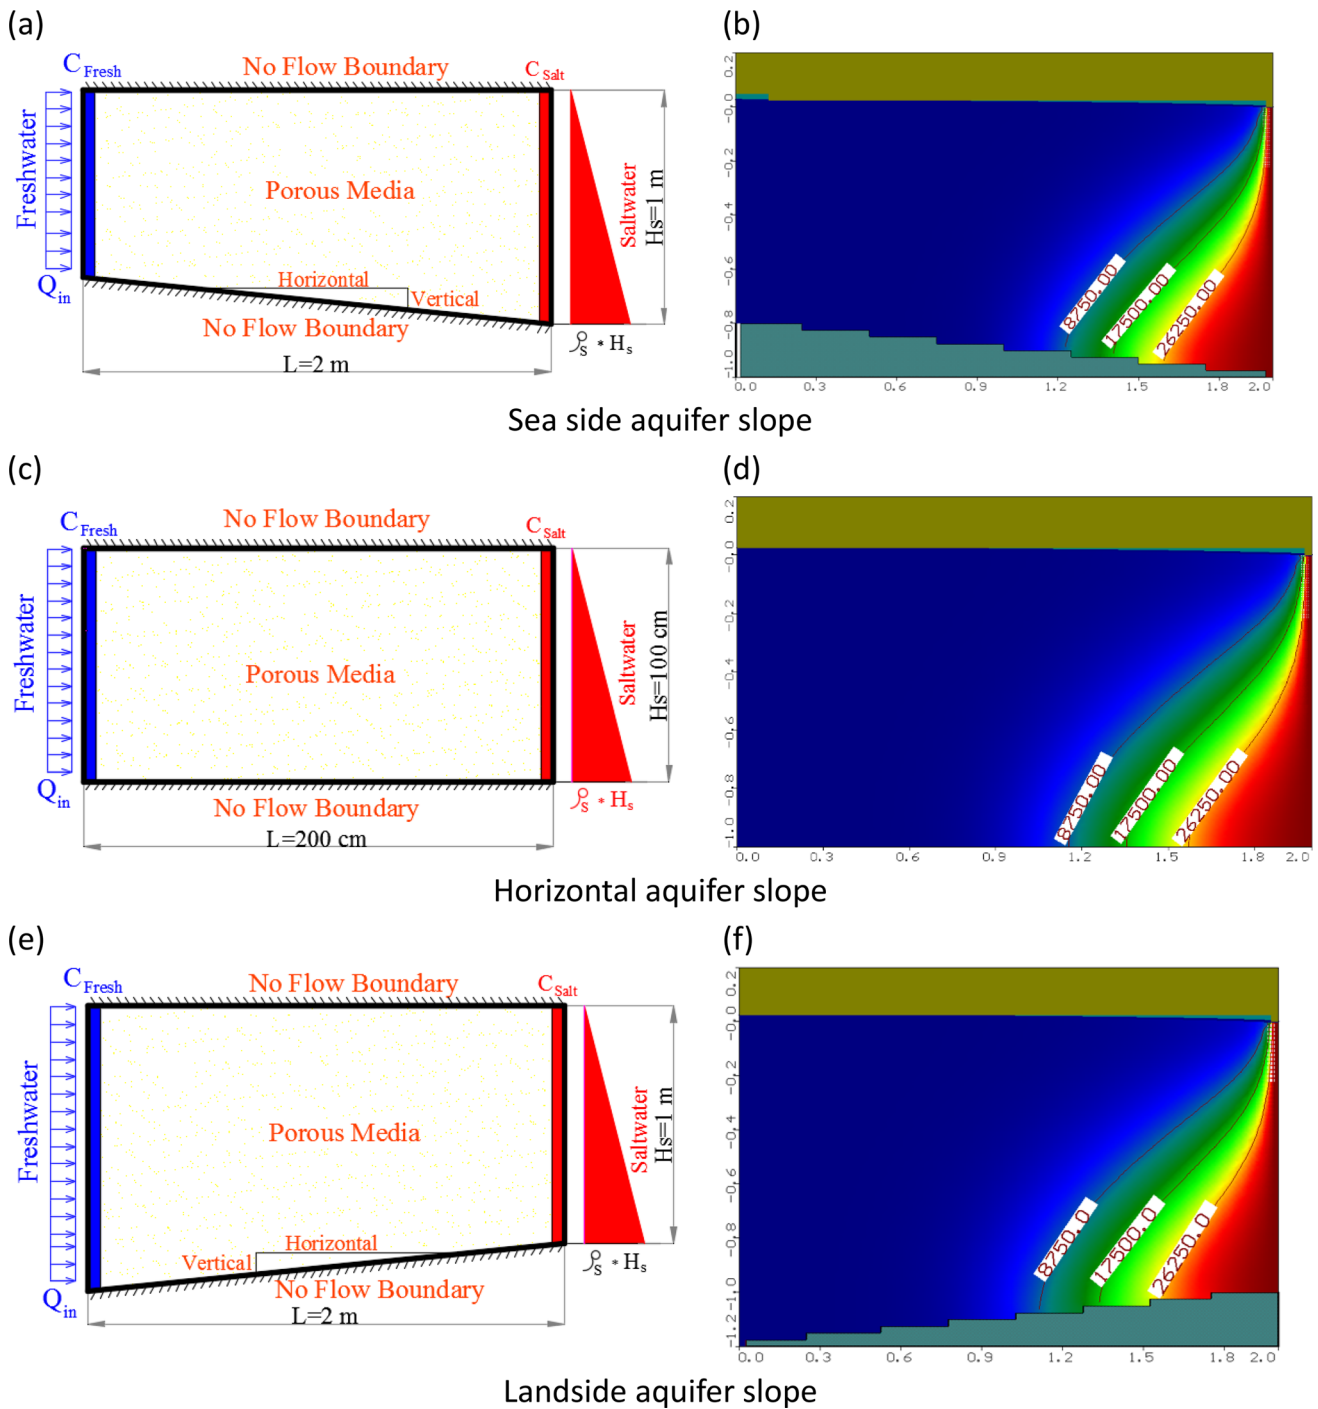 (a)
C Fresh
No Flow Boundary
C Salt
Freshwater
Porous Media
Saltwater
Hs=1 m
Horizontal
Vertical
Q in
No Flow Boundary
ρs * Hs
L=2 m
(b)
0.2
-0.0
-0.2
-0.4
-0.6
-0.8
-1.0
8750.00
17500.00
26250.00
0.0 0.3 0.6 0.9 1.2 1.5 1.8 2.0
Sea side aquifer slope
(c)
C Fresh
No Flow Boundary
C Salt
Freshwater
Porous Media
Saltwater
Hs=100 cm
Q in
No Flow Boundary
ρs * Hs
L=200 cm
(d)
0.2
-0.0
-0.2
-0.4
-0.6
-0.8
-1.0
8750.00
17500.00
26250.00
0.0 0.3 0.6 0.9 1.2 1.5 1.8 2.0
Horizontal aquifer slope
(e)
C Fresh
No Flow Boundary
C Salt
Freshwater
Porous Media
Saltwater
Hs=1 m
Horizontal
Vertical
Q in
No Flow Boundary
ρs * Hs
L=2 m
(f)
0.2
-0.0
-0.2
-0.4
-0.6
-0.8
-1.0
-1.2
8750.0
17500.0
26250.0
0.0 0.3 0.6 0.9 1.2 1.5 1.8 2.0
Landside aquifer slope